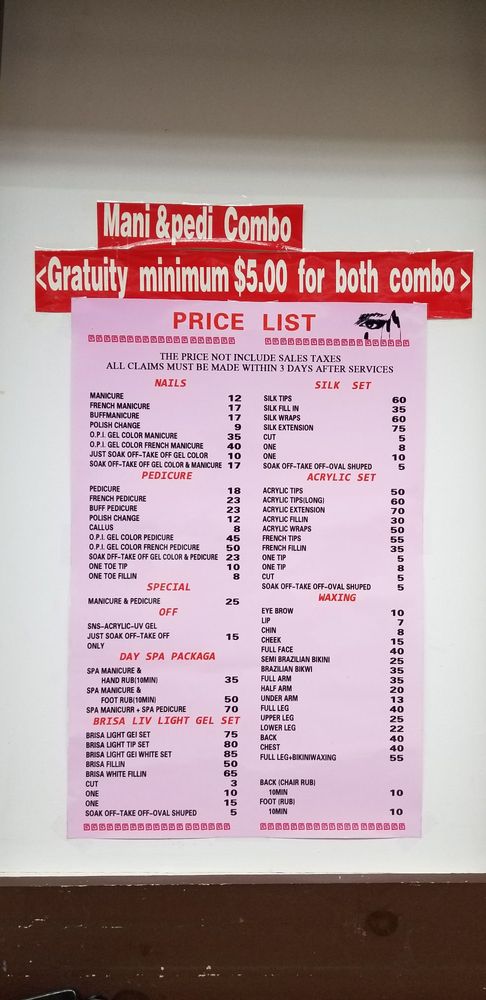 Mani &pedi Combo
<Gratuity minimum $5.00 for both combo>
PRICE LIST
THE PRICE NOT INCLUDE SALES TAXES
ALL CLAIMS MUST BE MADE WITHIN 3 DAYS AFTER SERVICES
NAILS
MANICURE 12
FRENCH MANICURE 17
BUFFMANICURE 17
POLISH CHANGE 9
O.P.I. GEL COLOR MANICURE 35
O.P.I. GEL COLOR FRENCH MANICURE 40
JUST SOAK OFF-TAKE OFF GEL COLOR 10
SOAK OFF-TAKE OFF GEL COLOR & MANICURE 17
PEDICURE
PEDICURE 18
FRENCH PEDICURE 23
BUFF PEDICURE 23
POLISH CHANGE 12
CALLUS 8
O.P.I. GEL COLOR PEDICURE 45
O.P.I. GEL COLOR FRENCH PEDICURE 50
SOAK OFF-TAKE OFF GEL COLOR & PEDICURE 23
ONE TOE TIP 10
ONE TOE FILLIN 8
SPECIAL
MANICURE & PEDICURE 25
OFF
SNS-ACRYLIC-UV GEL
JUST SOAK OFF-TAKE OFF 15
ONLY
DAY SPA PACKAGA
SPA MANICURE &
HAND RUB(10MIN) 35
SPA MANICURE &
FOOT RUB(10MIN) 50
SPA MANICURR + SPA PEDICURE 70
BRISA LIV LIGHT GEL SET
BRISA LIGHT GEI SET 75
BRISA LIGHT TIP SET 80
BRISA LIGHT GEI WHITE SET 85
BRISA FILLIN 50
BRISA WHITE FILLIN 65
CUT 3
ONE 10
ONE 15
SOAK OFF-TAKE OFF-OVAL SHUPED 5
SILK SET
SILK TIPS 60
SILK FILL IN 35
SILK WRAPS 60
SILK EXTENSION 75
CUT 5
ONE 8
ONE 10
SOAK OFF-TAKE OFF-OVAL SHUPED 5
ACRYLIC SET
ACRYLIC TIPS 50
ACRYLIC TIPS(LONG) 60
ACRYLIC EXTENSION 70
ACRYLIC FILLIN 30
ACRYLIC WRAPS 50
FRENCH TIPS 55
FRENCH FILLIN 35
ONE TIP 5
ONE TIP 8
CUT 5
SOAK OFF-TAKE OFF-OVAL SHUPED 5
WAXING
EYE BROW 10
LIP 7
CHIN 8
CHEEK 15
FULL FACE 40
SEMI BRAZILIAN BIKINI 25
BRAZILIAN BIKWI 35
FULL ARM 35
HALF ARM 20
UNDER ARM 13
FULL LEG 40
UPPER LEG 25
LOWER LEG 22
BACK 40
CHEST 40
FULL LEG+BIKINIWAXING 55
BACK (CHAIR RUB)
10MIN 10
FOOT (RUB)
10MIN 10